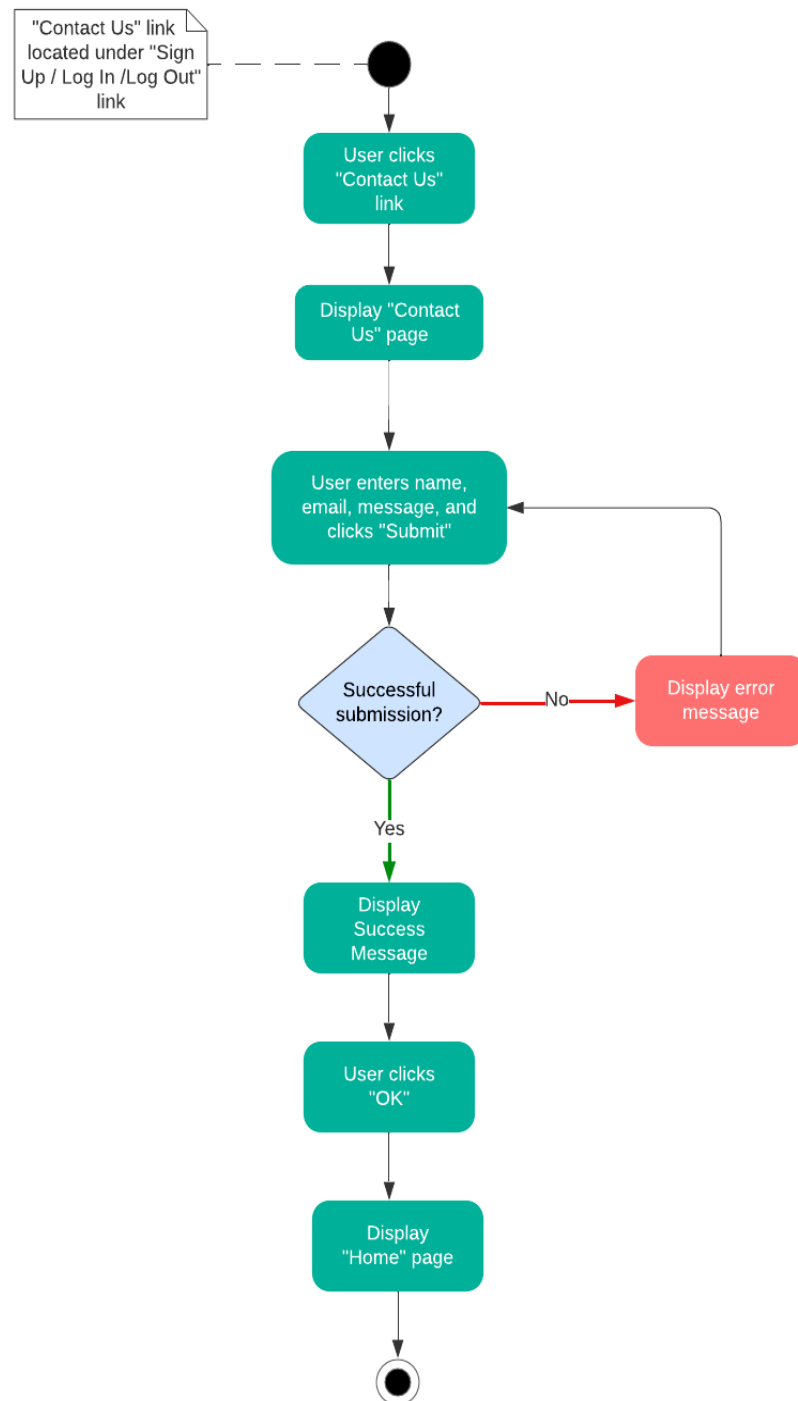 "Contact Us" link
located under "Sign
Up / Log In /Log Out"
link
User clicks
"Contact Us"
link
Display "Contact
Us" page
User enters name,
email, message, and
clicks "Submit"
Successful
submission?
No
Display error
message
Yes
Display
Success
Message
User clicks
"OK"
Display
"Home" page